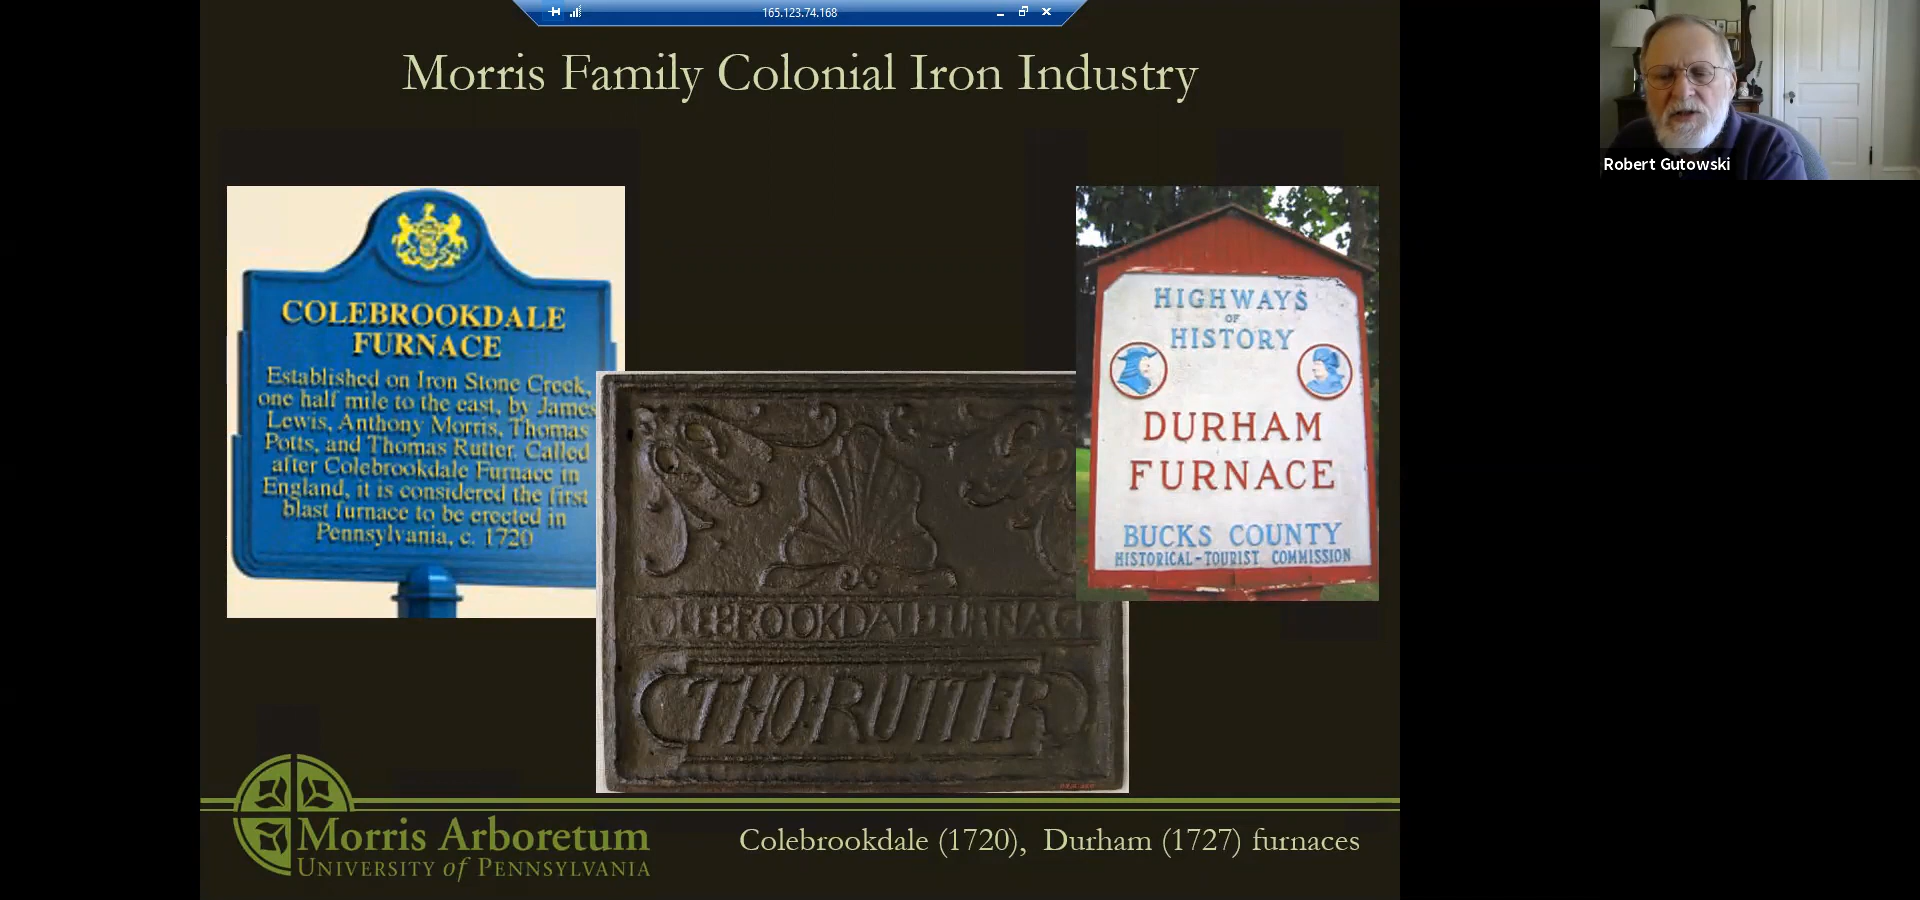 165.123.74.168
Morris Family Colonial Iron Industry
Robert Gutowski
COLEBROOKDALE
FURNACE
Established on Iron Stone Creek,
one half mile to the east, by James
Lewis, Anthony Morris, Thomas
Potts, and Thomas Rutter. Called
after Colebrookdale Furnace in
England, it is considered the first
blast furnace to be erected in
Pennsylvania, c. 1720
OLEBROOKDALE FURNAC
THO.RUTTER
HIGHWAYS
OF
HISTORY
DURHAM
FURNACE
BUCKS COUNTY
HISTORICAL-TOURIST COMMISSION
Morris Arboretum
UNIVERSITY of PENNSYLVANIA
Colebrookdale (1720), Durham (1727) furnaces